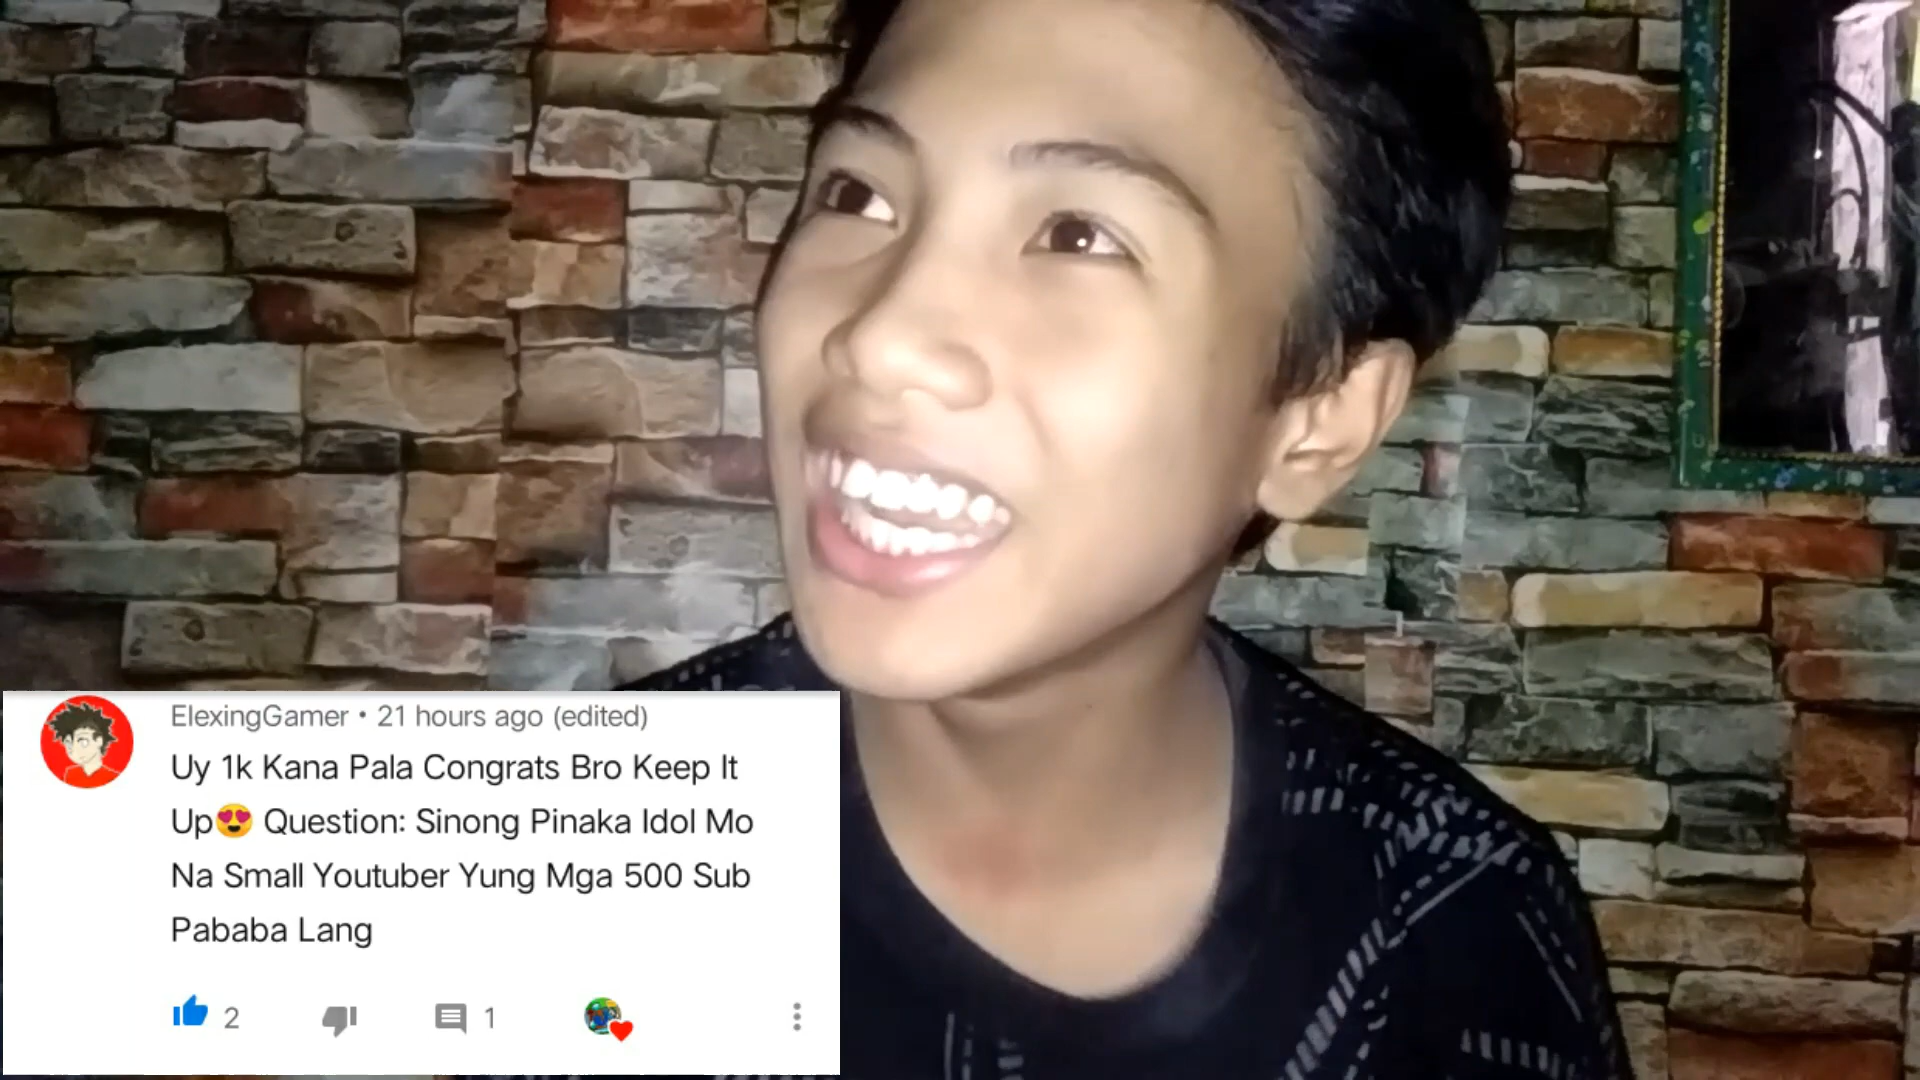 ElexingGamer • 21 hours ago (edited)
Uy 1k Kana Pala Congrats Bro Keep It
Up😍 Question: Sinong Pinaka Idol Mo
Na Small Youtuber Yung Mga 500 Sub
Pababa Lang
2
1